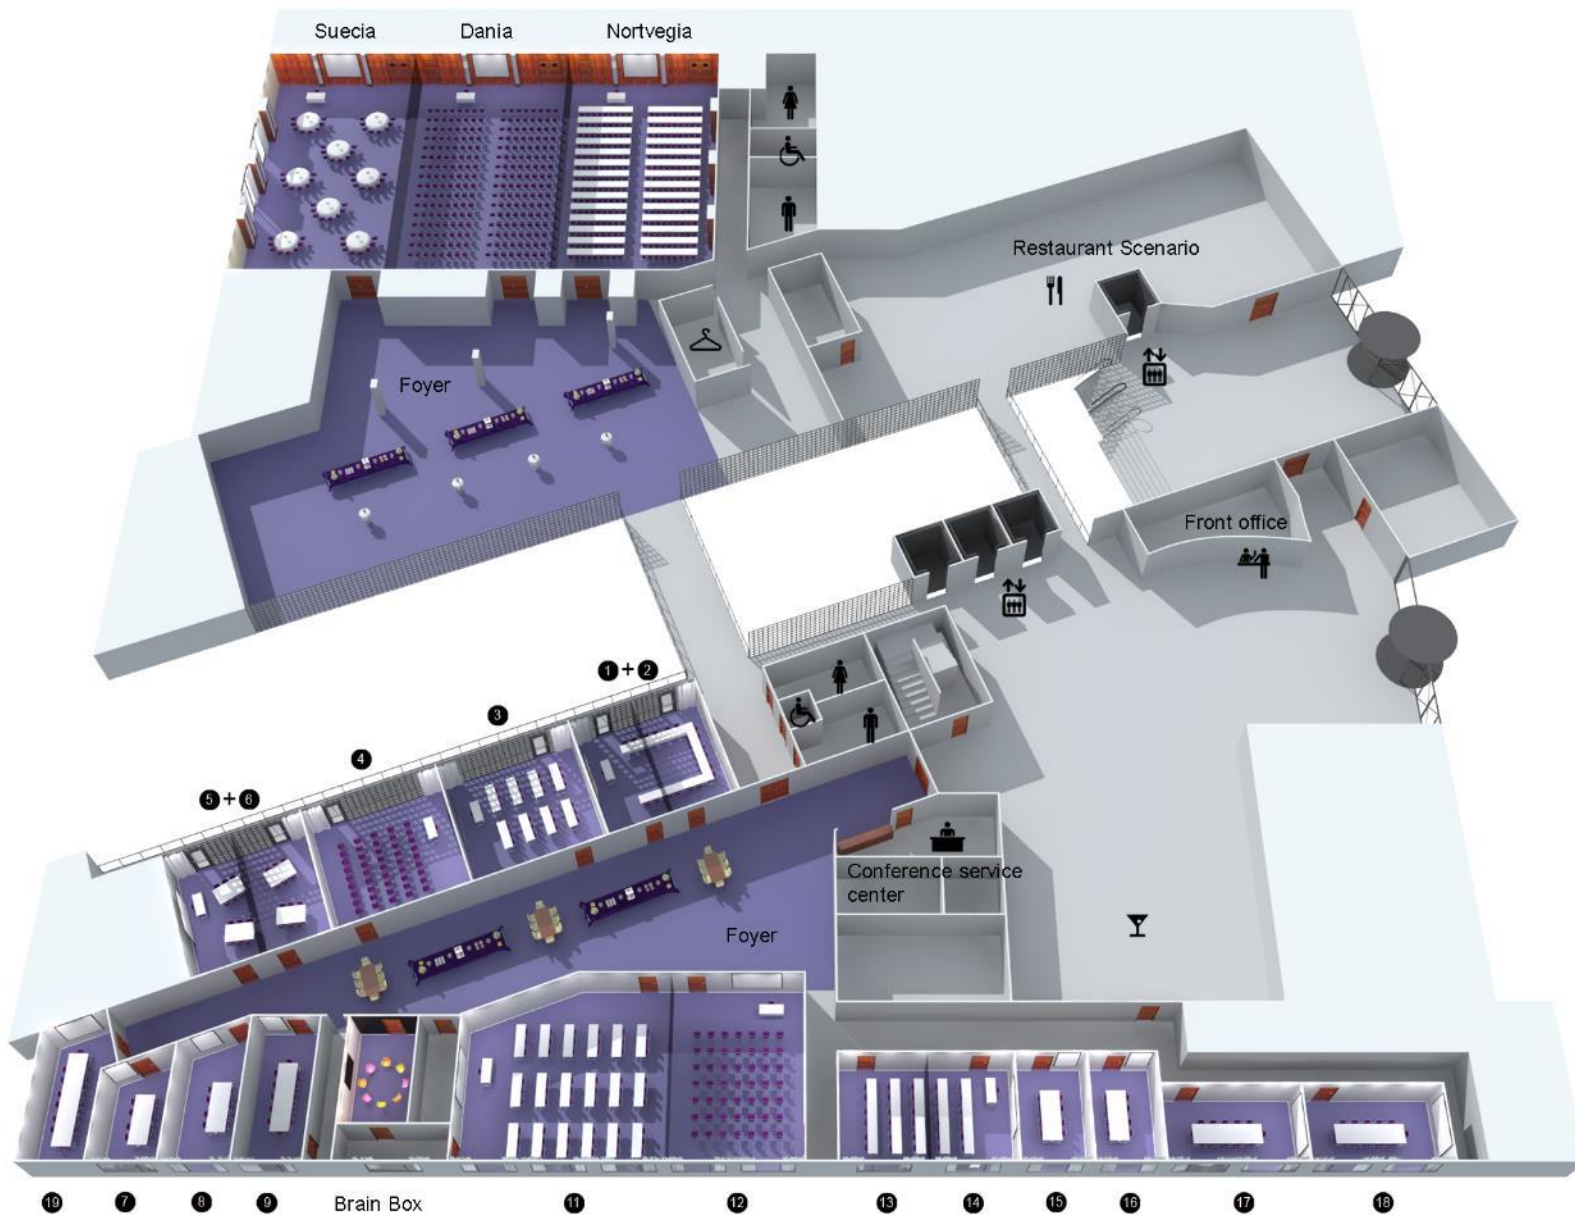 Suecia
Dania
Nortvegia
Restaurant Scenario
Foyer
Front office
1 + 2
3
4
5 + 6
Conference service
center
Foyer
19
7
8
9
Brain Box
11
12
13
14
15
16
17
18